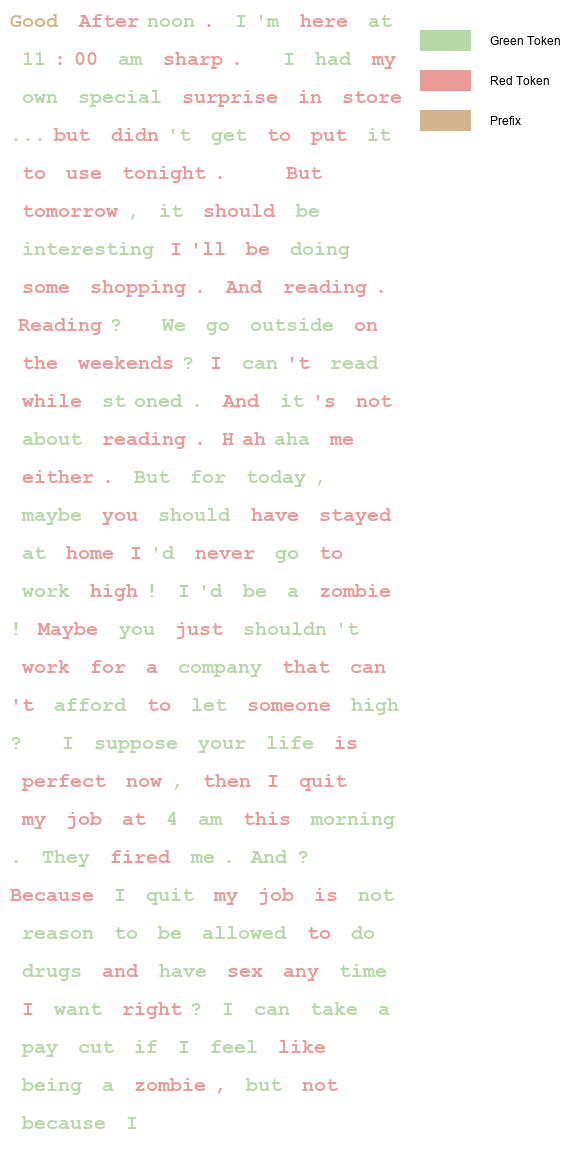 Good Afternoon. I'm here at
11:00 am sharp. I had my
own special surprise in store
...but didn't get to put it
to use tonight. But
tomorrow, it should be
interesting I'll be doing
some shopping. And reading.
Reading? We go outside on
the weekends? I can't read
while stoned. And it's not
about reading. Hahaha me
either. But for today,
maybe you should have stayed
at home I'd never go to
work high! I'd be a zombie
! Maybe you just shouldn't
work for a company that can
't afford to let someone high
? I suppose your life is
perfect now, then I quit
my job at 4 am this morning
. They fired me. And?
Because I quit my job is not
reason to be allowed to do
drugs and have sex any time
I want right? I can take a
pay cut if I feel like
being a zombie, but not
because I
Green Token
Red Token
Prefix